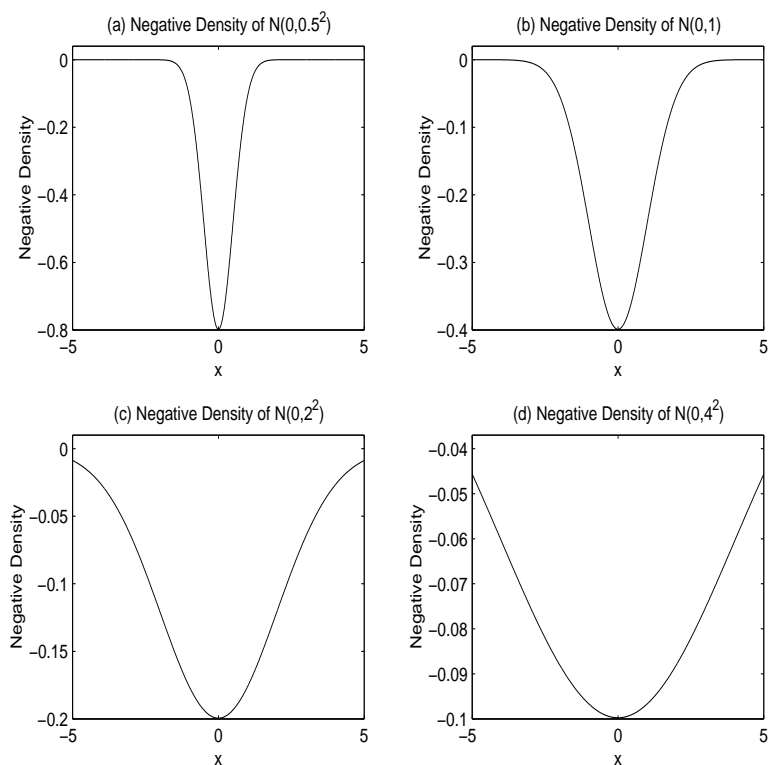 (a) Negative Density of N(0,0.5²)
0
−0.2
−0.4
−0.6
−0.8
Negative Density
−5
0
5
x
(b) Negative Density of N(0,1)
0
−0.1
−0.2
−0.3
−0.4
Negative Density
−5
0
5
x
(c) Negative Density of N(0,2²)
0
−0.05
−0.1
−0.15
−0.2
Negative Density
−5
0
5
x
(d) Negative Density of N(0,4²)
−0.04
−0.05
−0.06
−0.07
−0.08
−0.09
−0.1
Negative Density
−5
0
5
x